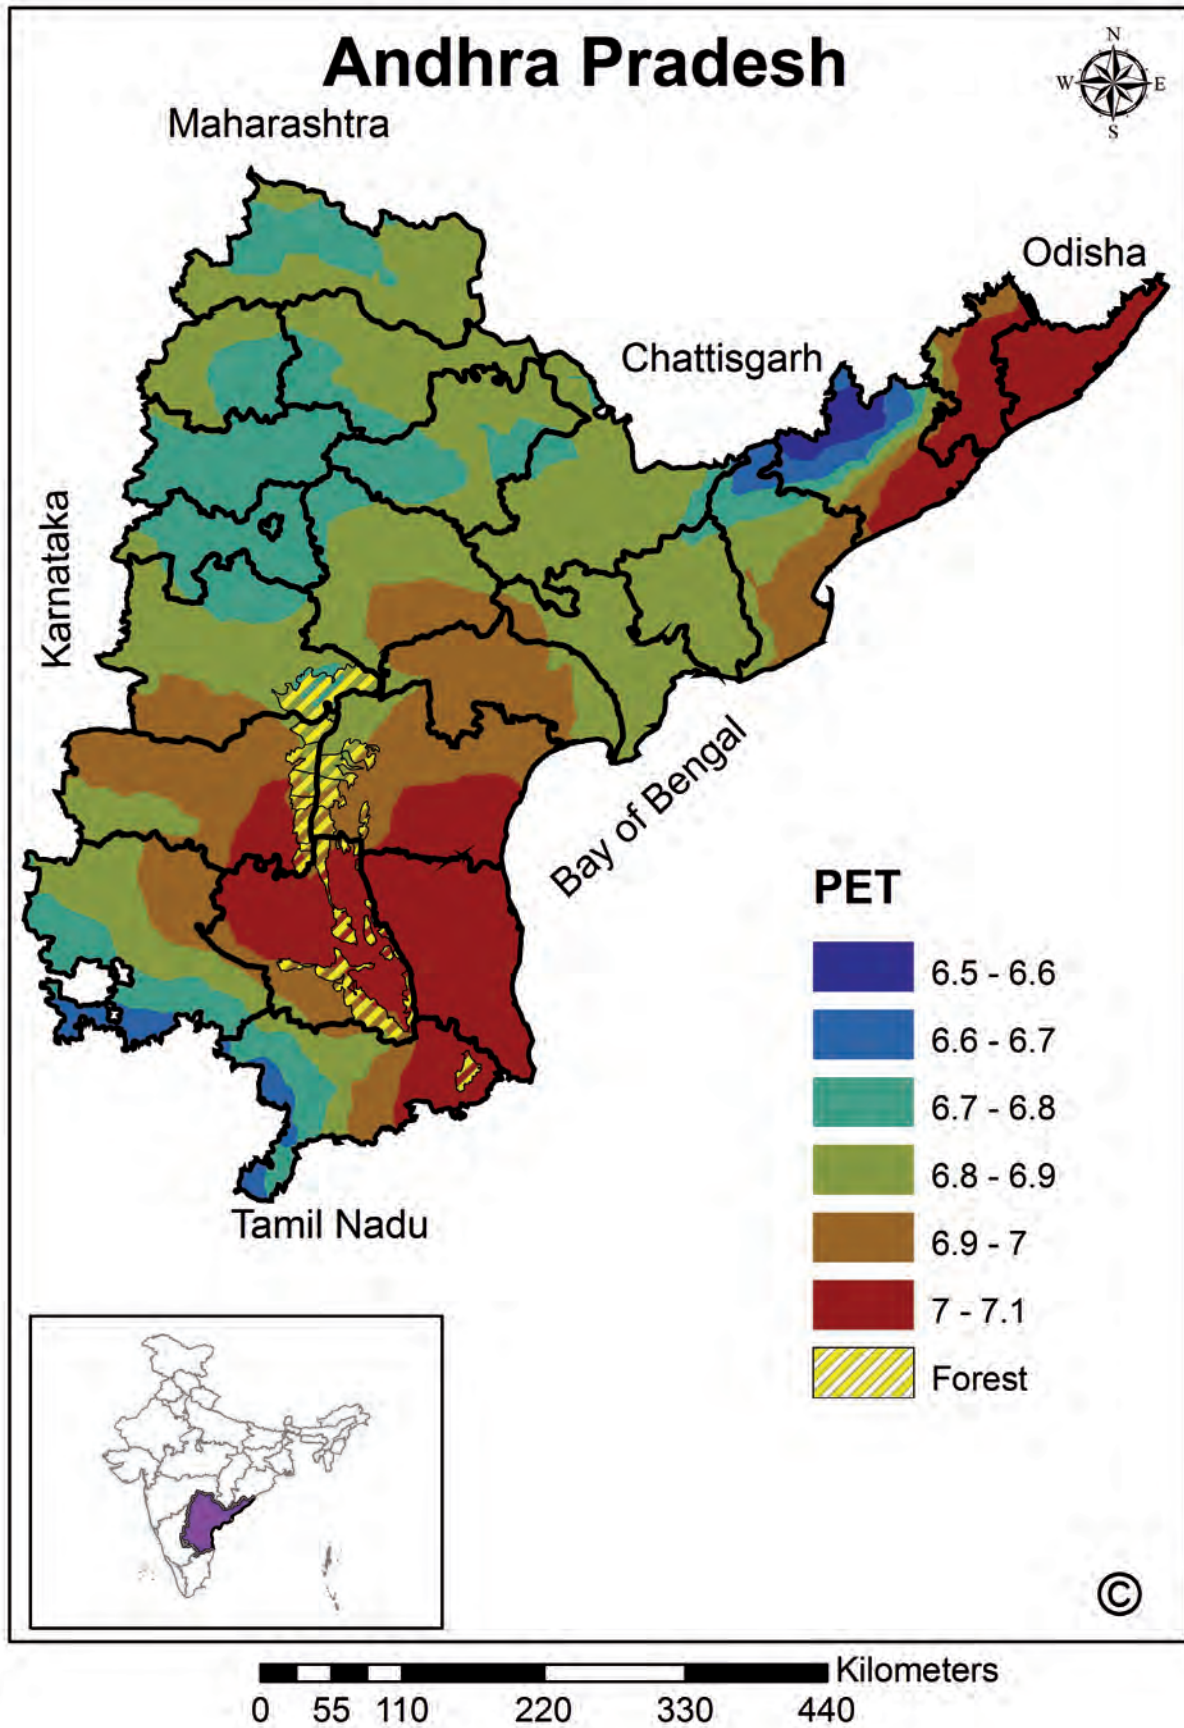 Andhra Pradesh
N
W E
S
Maharashtra
Odisha
Chattisgarh
Karnataka
Bay of Bengal
Tamil Nadu
PET
6.5 - 6.6
6.6 - 6.7
6.7 - 6.8
6.8 - 6.9
6.9 - 7
7 - 7.1
Forest
©
Kilometers
0 55 110 220 330 440